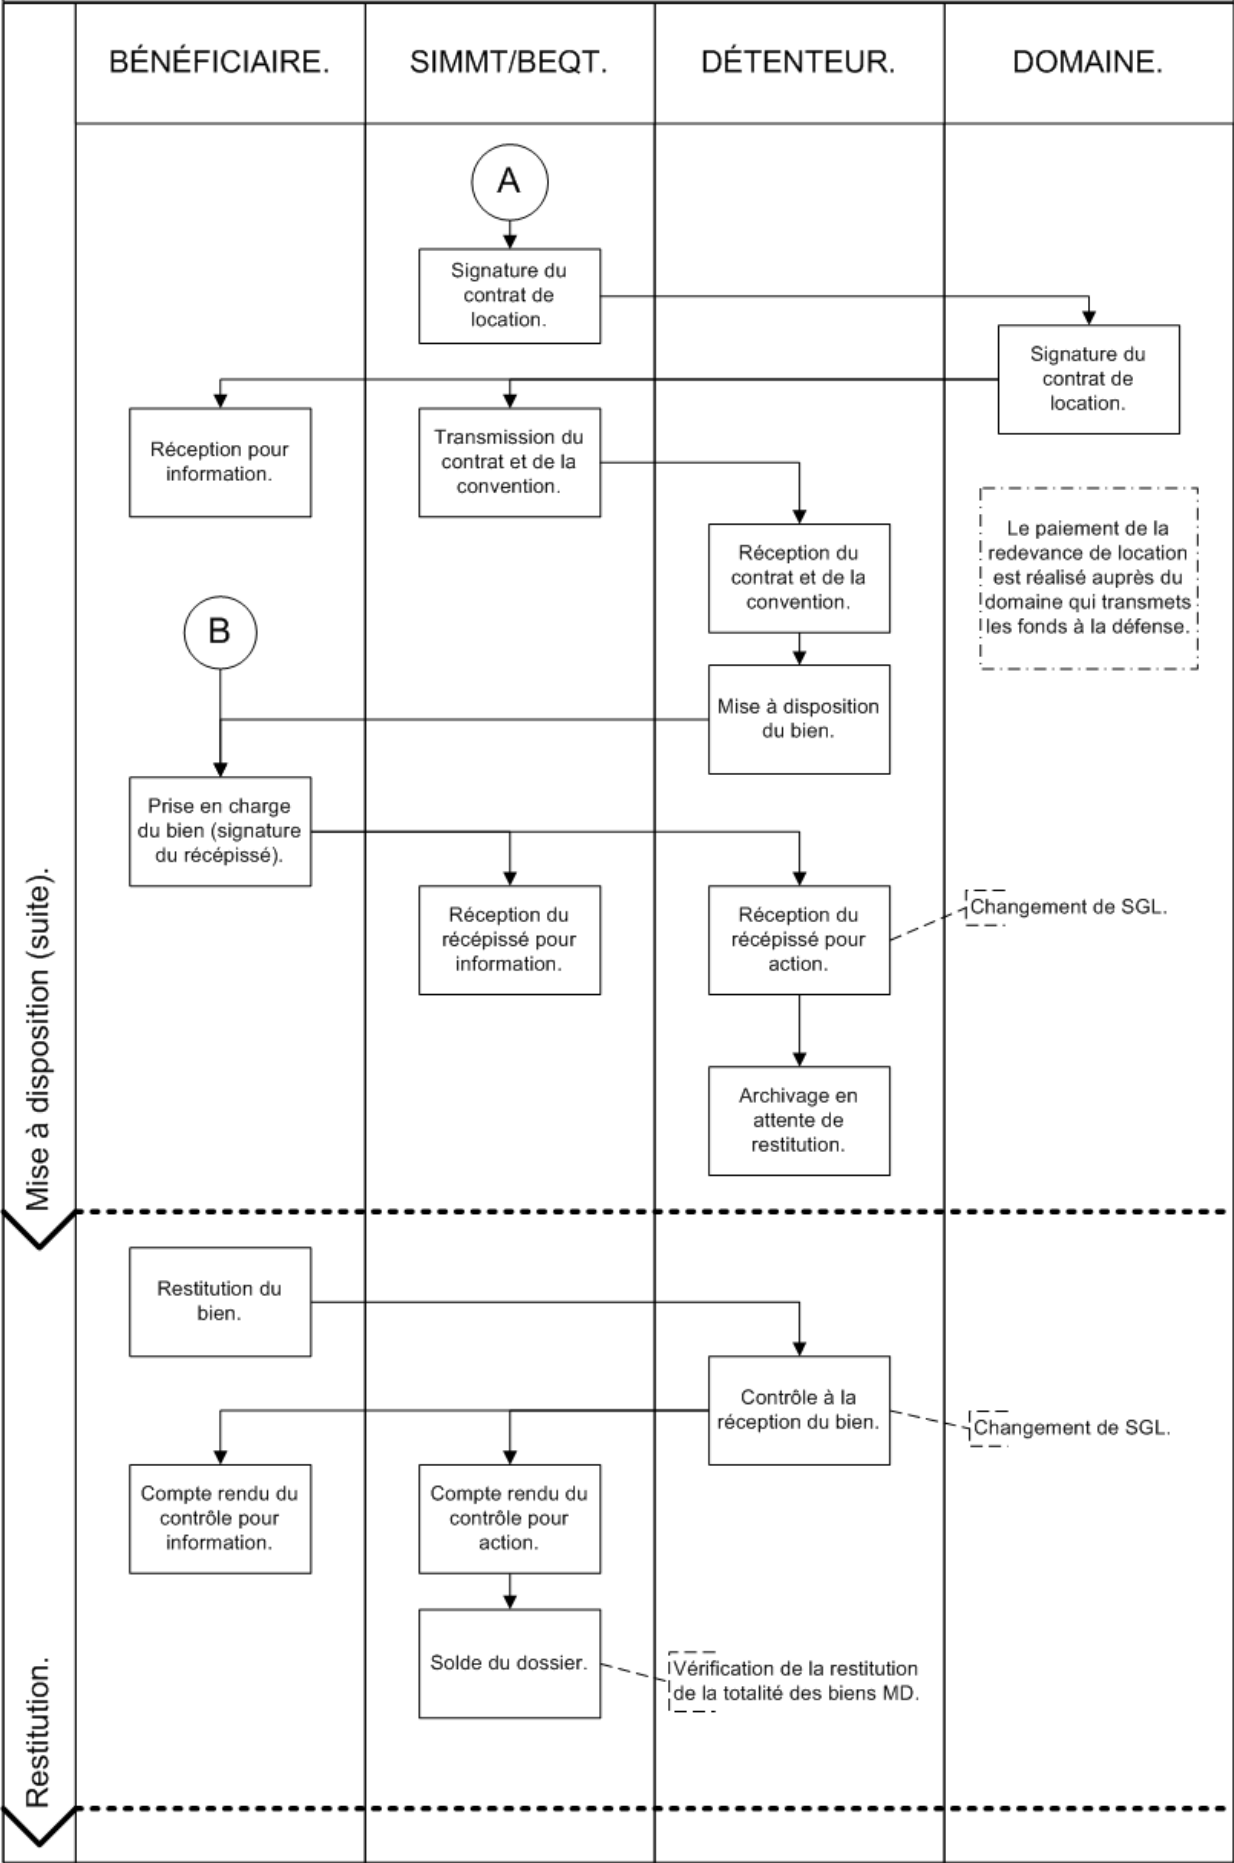 BÉNÉFICIAIRE.
SIMMT/BEQT.
DÉTENTEUR.
DOMAINE.
Mise à disposition (suite).
A
Signature du
contrat de
location.
Signature du
contrat de
location.
Réception pour
information.
Transmission du
contrat et de la
convention.
Réception du
contrat et de la
convention.
Le paiement de la
redevance de location
est réalisé auprès du
domaine qui transmets
les fonds à la défense.
B
Mise à disposition
du bien.
Prise en charge
du bien (signature
du récépissé).
Réception du
récépissé pour
information.
Réception du
récépissé pour
action.
Changement de SGL.
Archivage en
attente de
restitution.
Restitution.
Restitution du
bien.
Contrôle à la
réception du bien.
Changement de SGL.
Compte rendu du
contrôle pour
information.
Compte rendu du
contrôle pour
action.
Solde du dossier.
Vérification de la restitution
de la totalité des biens MD.